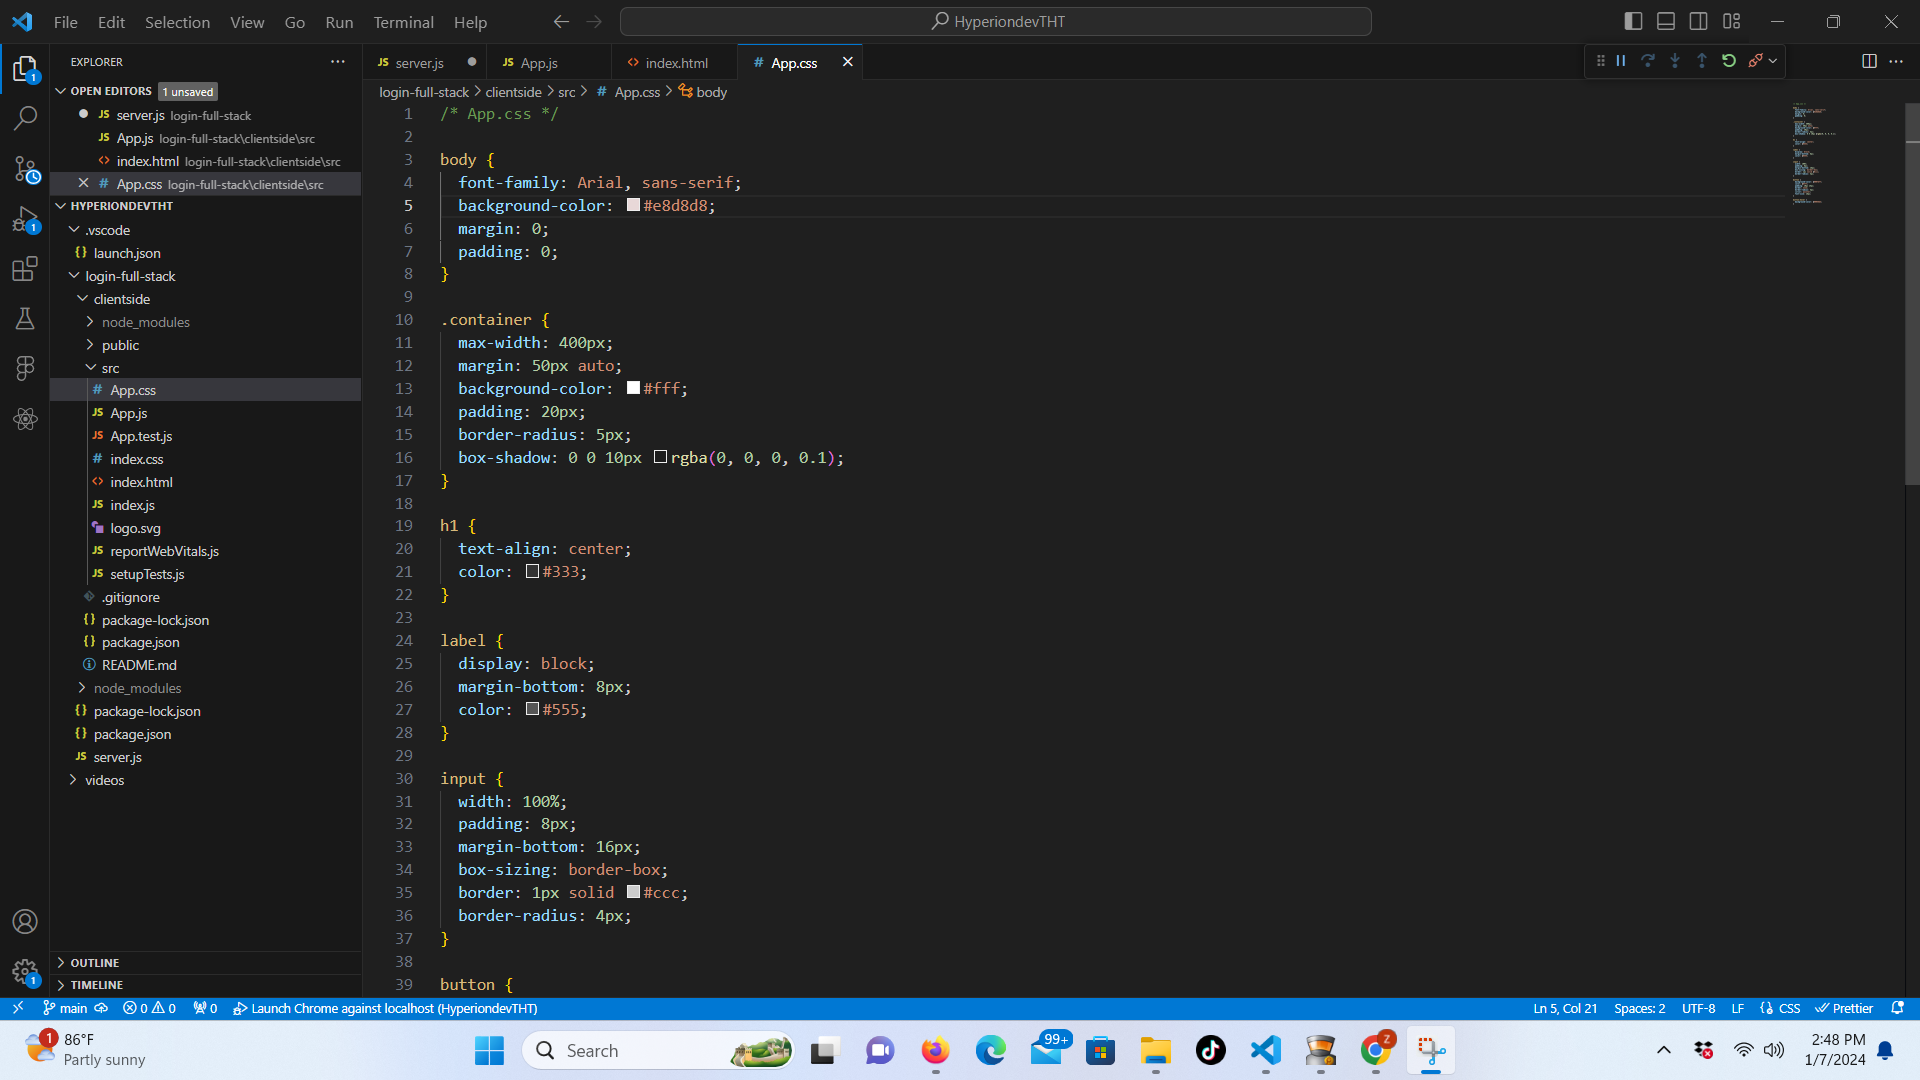 File Edit Selection View Go Run Terminal Help
HyperiondevTHT
EXPLORER
OPEN EDITORS 1 unsaved
JS server.js login-full-stack
JS App.js login-full-stack\clientside\src
<> index.html login-full-stack\clientside\src
# App.css login-full-stack\clientside\src
HYPERIONDEVTHT
.vscode
{} launch.json
login-full-stack
clientside
node_modules
public
src
# App.css
JS App.js
JS App.test.js
# index.css
<> index.html
JS index.js
logo.svg
JS reportWebVitals.js
JS setupTests.js
.gitignore
{} package-lock.json
{} package.json
README.md
node_modules
{} package-lock.json
{} package.json
JS server.js
videos
OUTLINE
TIMELINE
1
1
1
JS server.js
JS App.js
<> index.html
# App.css
login-full-stack > clientside > src > # App.css > body
1 /* App.css */
2
3 body {
4 font-family: Arial, sans-serif;
5 background-color: #e8d8d8;
6 margin: 0;
7 padding: 0;
8 }
9
10 .container {
11 max-width: 400px;
12 margin: 50px auto;
13 background-color: #fff;
14 padding: 20px;
15 border-radius: 5px;
16 box-shadow: 0 0 10px rgba(0, 0, 0, 0.1);
17 }
18
19 h1 {
20 text-align: center;
21 color: #333;
22 }
23
24 label {
25 display: block;
26 margin-bottom: 8px;
27 color: #555;
28 }
29
30 input {
31 width: 100%;
32 padding: 8px;
33 margin-bottom: 16px;
34 box-sizing: border-box;
35 border: 1px solid #ccc;
36 border-radius: 4px;
37 }
38
39 button {
main 0 0 0 Launch Chrome against localhost (HyperiondevTHT)
Ln 5, Col 21 Spaces: 2 UTF-8 LF {} CSS Prettier
1
86°F
Partly sunny
Search
99+
Z
2:48 PM
1/7/2024